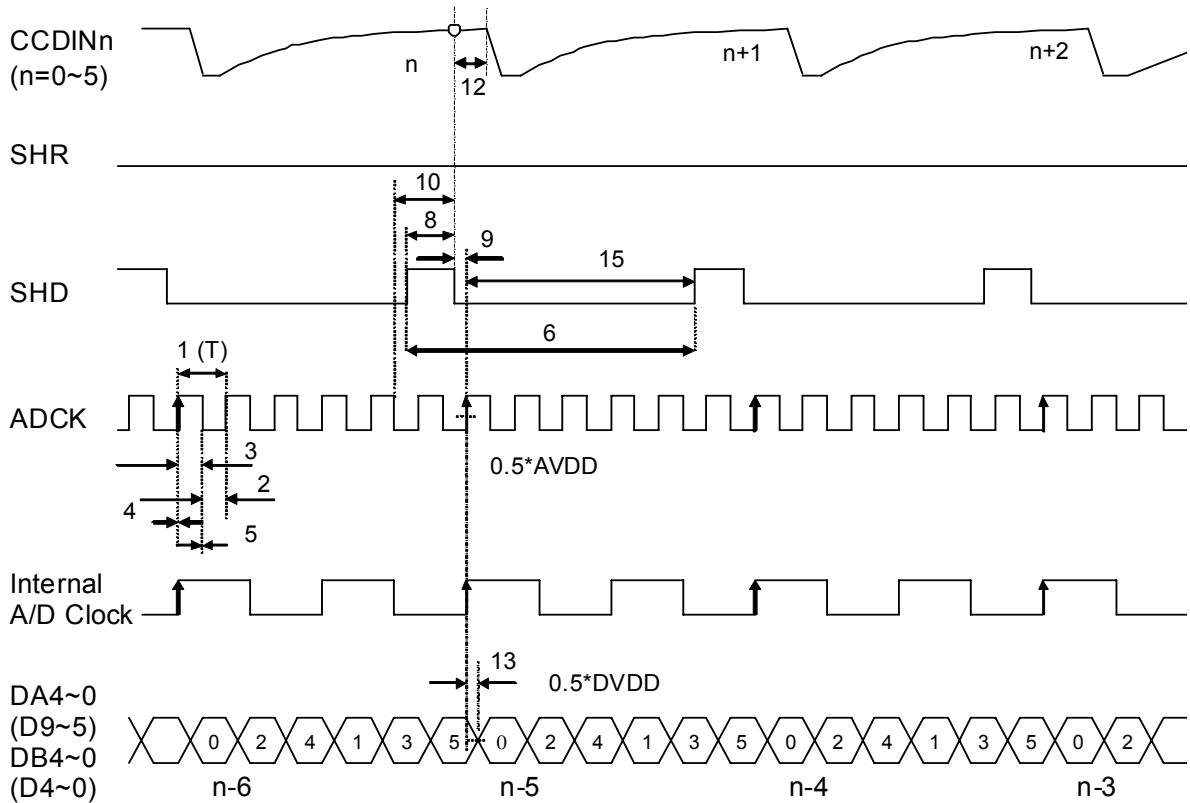 CCDINn
(n=0~5)
n
n+1
n+2
12
SHR
10
8
9
15
SHD
6
1 (T)
ADCK
0.5*AVDD
3
2
4
5
Internal
A/D Clock
13
0.5*DVDD
DA4~0
(D9~5)
DB4~0
(D4~0)
0 2 4 1 3 5 0 2 4 1 3 5 0 2 4 1 3 5 0 2
n-6
n-5
n-4
n-3